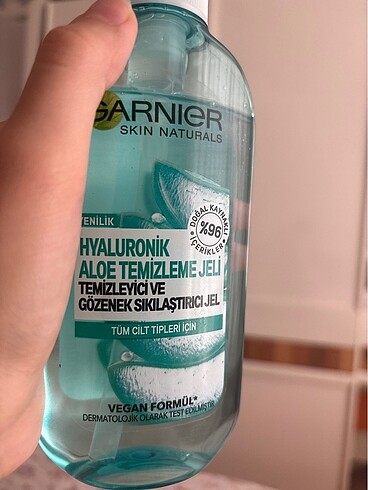 GARNIER
SKIN NATURALS
DOĞAL KAYNAKLI
%96
İÇERİKLER
YENİLİK
HYALURONİK
ALOE TEMİZLEME JELİ
TEMİZLEYİCİ VE
GÖZENEK SIKILAŞTIRICI JEL
TÜM CİLT TİPLERİ İÇİN
VEGAN FORMÜL*
DERMATOLOJİK OLARAK TEST EDİLMİŞTİR